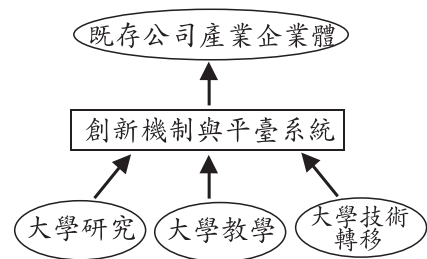 既存公司產業企業體
創新機制與平臺系統
大學研究
大學教學
大學技術
轉移